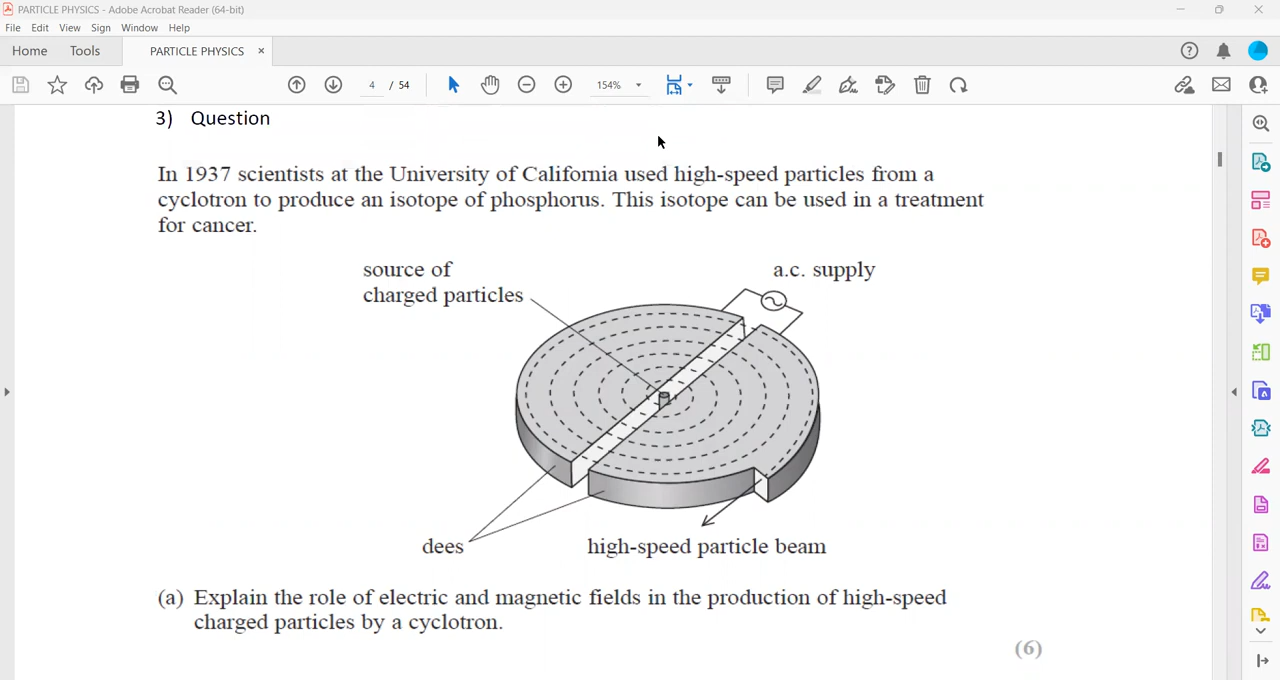 PARTICLE PHYSICS - Adobe Acrobat Reader (64-bit)
File Edit View Sign Window Help
Home Tools PARTICLE PHYSICS ×
4 / 54 154%
3) Question
In 1937 scientists at the University of California used high-speed particles from a
cyclotron to produce an isotope of phosphorus. This isotope can be used in a treatment
for cancer.
source of
charged particles
a.c. supply
dees
high-speed particle beam
(a) Explain the role of electric and magnetic fields in the production of high-speed
charged particles by a cyclotron.
(6)